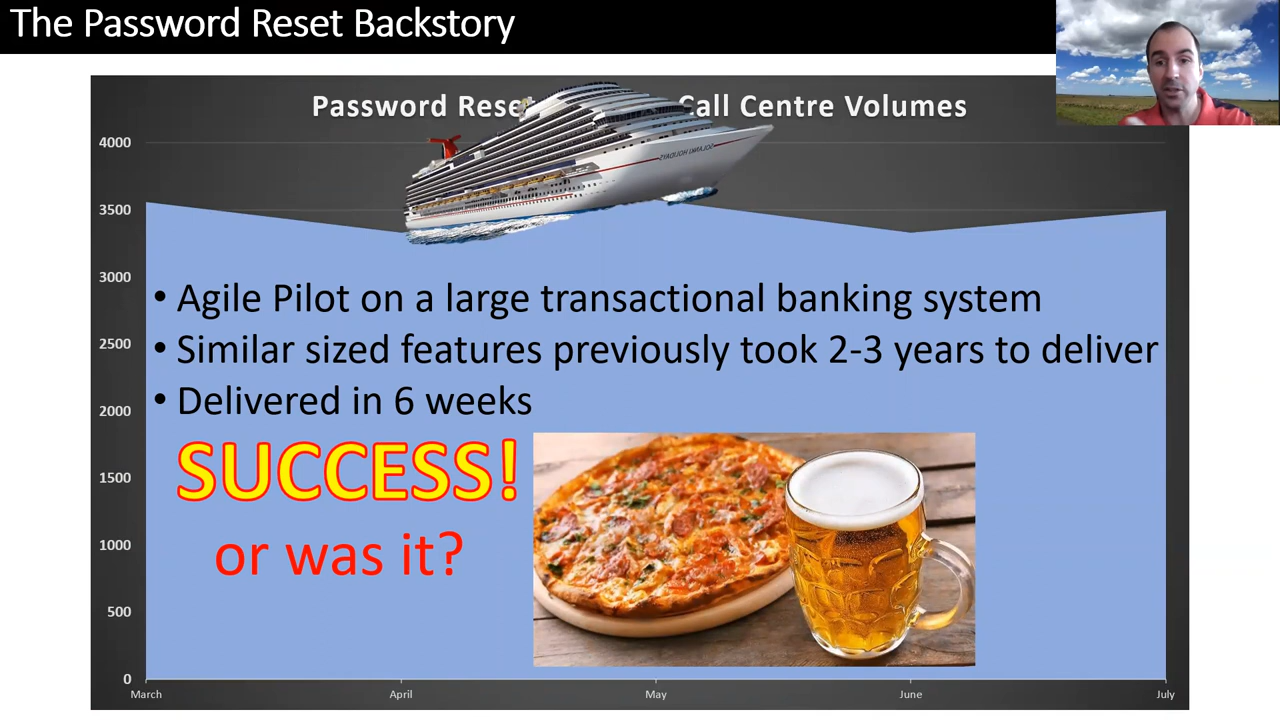 The Password Reset Backstory
Password Rese Call Centre Volumes
4000
3500
3000
2500
2000
1500
1000
500
0
• Agile Pilot on a large transactional banking system
• Similar sized features previously took 2-3 years to deliver
• Delivered in 6 weeks
SUCCESS!
or was it?
March April May June July